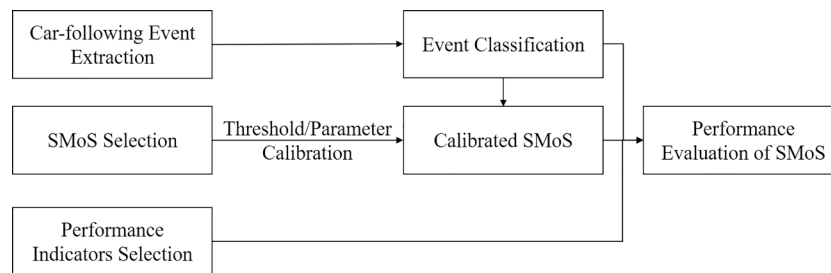 Car-following Event
Extraction
Event Classification
SMoS Selection
Threshold/Parameter
Calibration
Calibrated SMoS
Performance
Evaluation of SMoS
Performance
Indicators Selection